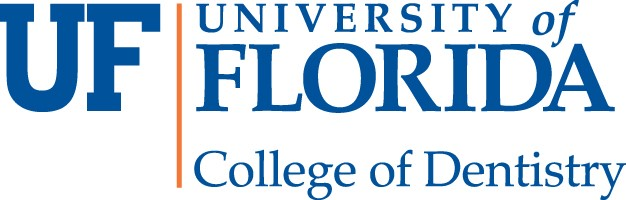 UF
UNIVERSITY of
FLORIDA
College of Dentistry